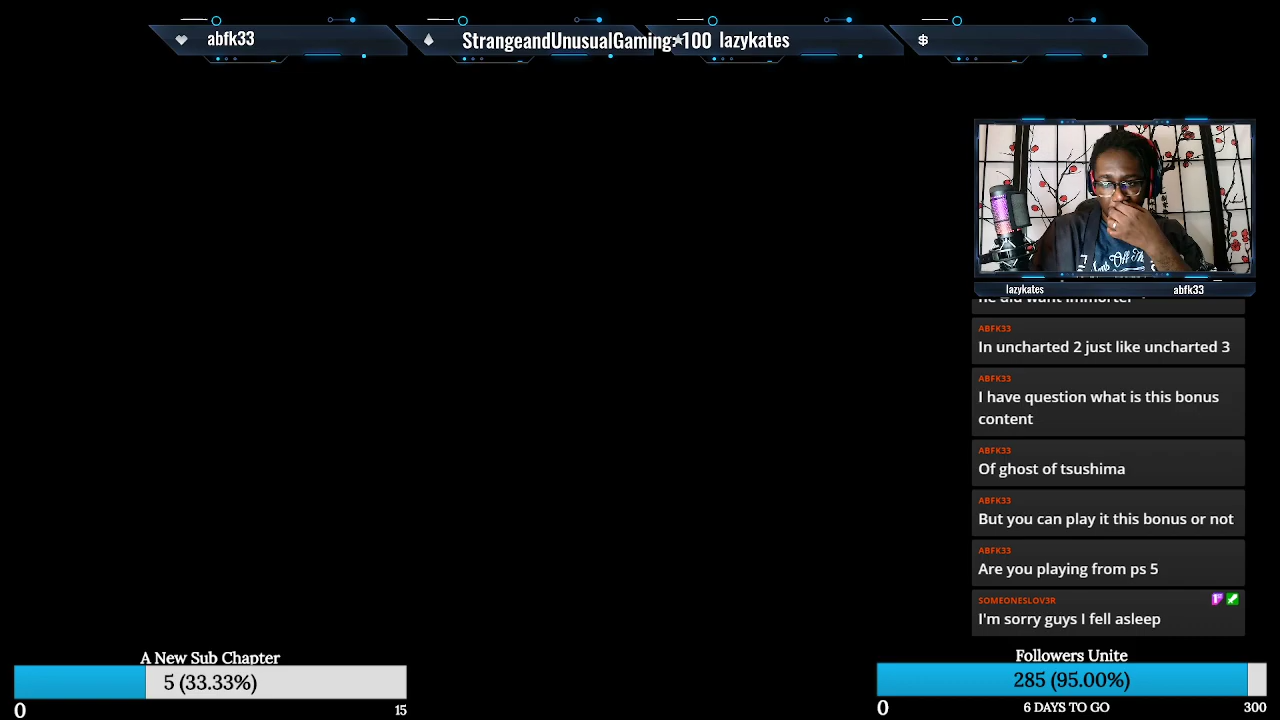 abfk33
StrangeandUnusualGaming: 100
lazykates
lazykates
abfk33
ABFK33
In uncharted 2 just like uncharted 3
ABFK33
I have question what is this bonus
content
ABFK33
Of ghost of tsushima
ABFK33
But you can play it this bonus or not
ABFK33
Are you playing from ps 5
SOMEONESLOV3R
I'm sorry guys I fell asleep
A New Sub Chapter
5 (33.33%)
0
15
Followers Unite
285 (95.00%)
0
6 DAYS TO GO
300